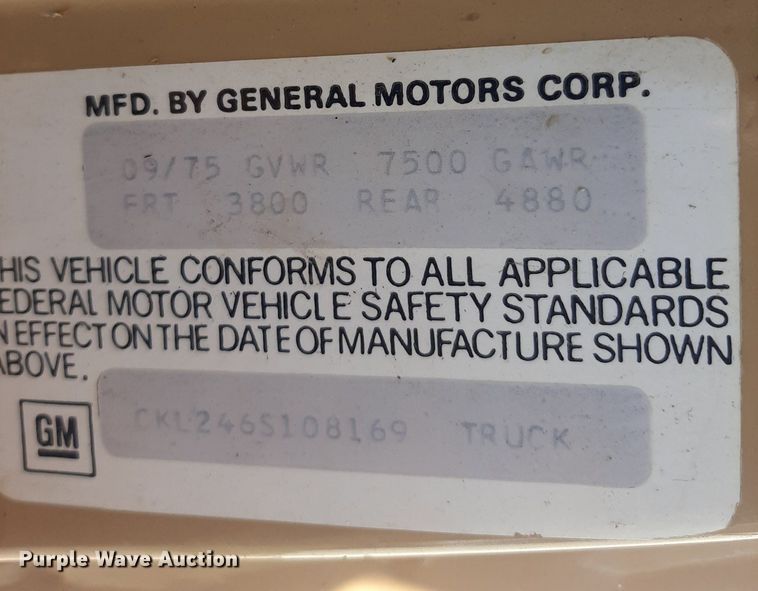 MFD. BY GENERAL MOTORS CORP.
09/75 GVWR 7500 GAWR
FRT 3800 REAR 4880
HIS VEHICLE CONFORMS TO ALL APPLICABLE
EDERAL MOTOR VEHICLE SAFETY STANDARDS
N EFFECT ON THE DATE OF MANUFACTURE SHOWN
ABOVE.
GM
CKL246S108169 TRUCK
Purple Wave Auction